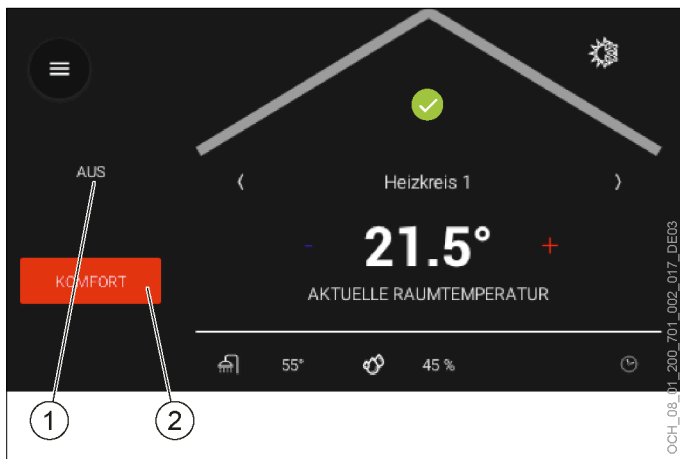 AUS
KOMFORT
Heizkreis 1
- 21.5° +
AKTUELLE RAUMTEMPERATUR
55° 45 %
1 2
OCH_08_01_200_701_002_017_DE03